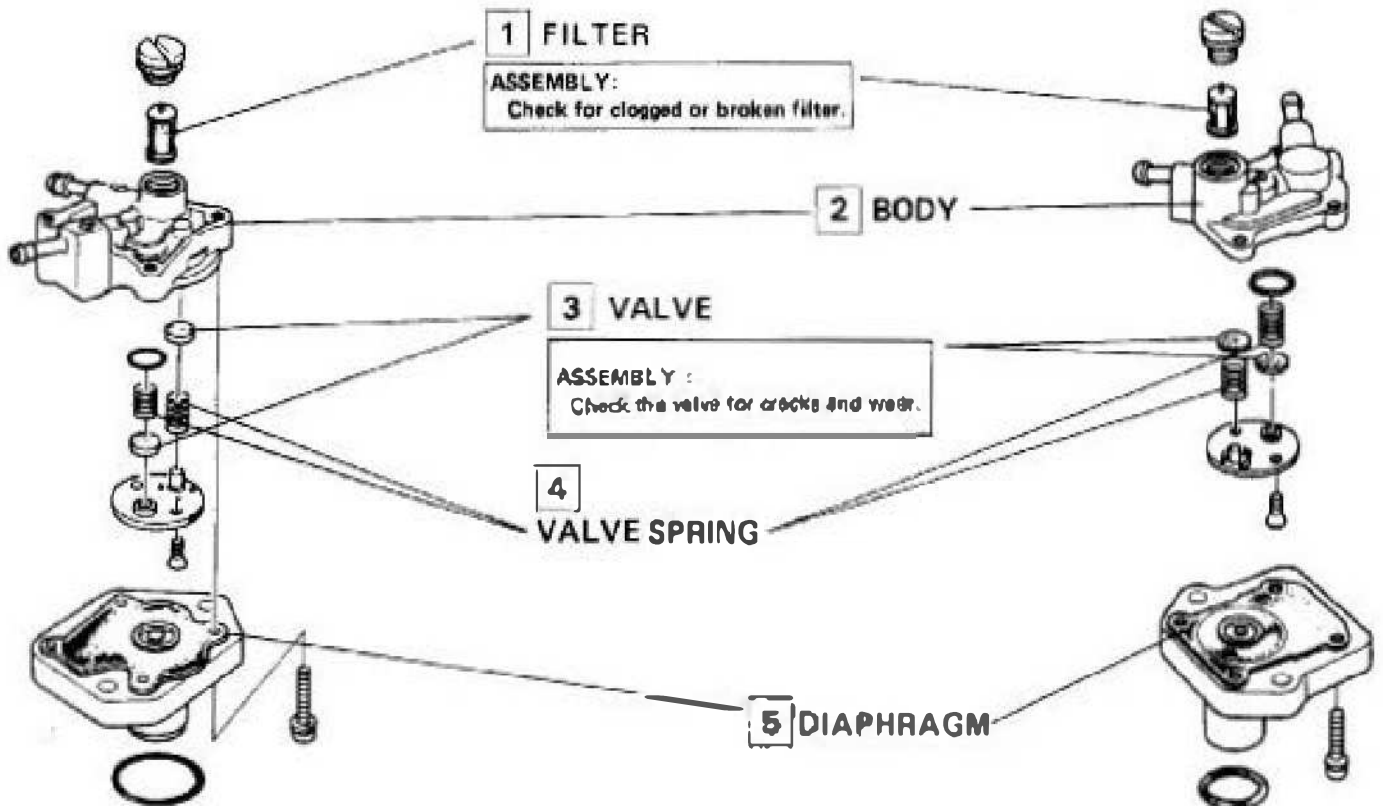 1 FILTER
ASSEMBLY:
Check for clogged or broken filter.
2 BODY
3 VALVE
ASSEMBLY :
Check the valve for cracks and wear.
4
VALVE SPRING
5 DIAPHRAGM